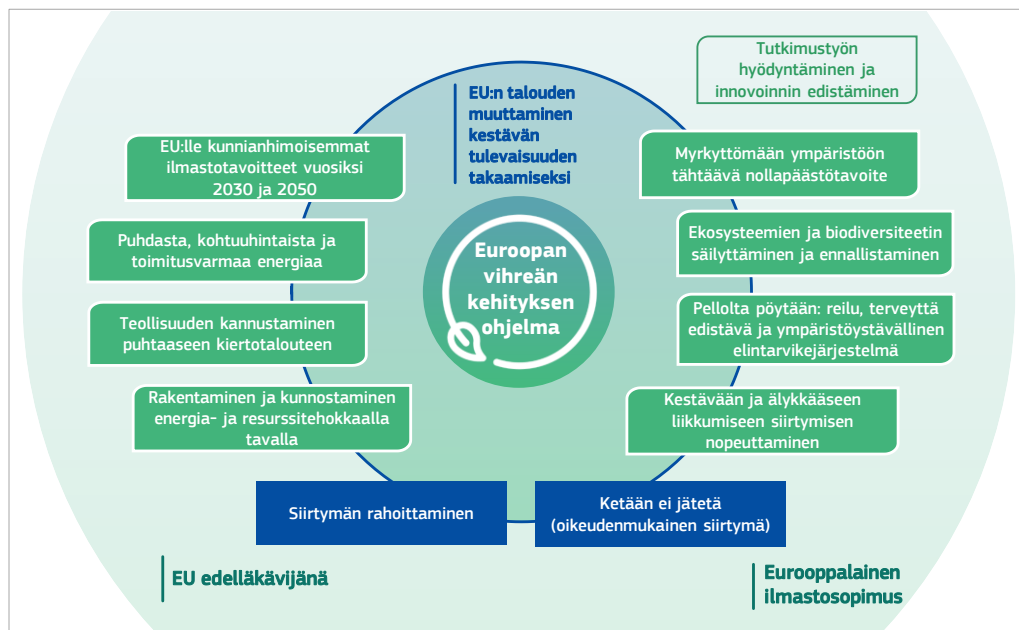 Tutkimustyön
hyödyntäminen ja
innovoinnin edistäminen
EU:n talouden
muuttaminen
kestävän
tulevaisuuden
takaamiseksi
EU:lle kunnianhimoisemmat
ilmastotavoitteet vuosiksi
2030 ja 2050
Puhdasta, kohtuuhintaista ja
toimitusvarmaa energiaa
Teollisuuden kannustaminen
puhtaaseen kiertotalouteen
Rakentaminen ja kunnostaminen
energia- ja resurssitehokkaalla
tavalla
Euroopan
vihreän
kehityksen
ohjelma
Myrkyttömään ympäristöön
tähtäävä nollapäästötavoite
Ekosysteemien ja biodiversiteetin
säilyttäminen ja ennallistaminen
Pellolta pöytään: reilu, terveyttä
edistävä ja ympäristöystävällinen
elintarvikejärjestelmä
Kestävään ja älykkääseen
liikkumiseen siirtymisen
nopeuttaminen
Siirtymän rahoittaminen
Ketään ei jätetä
(oikeudenmukainen siirtymä)
EU edelläkävijänä
Eurooppalainen
ilmastosopimus